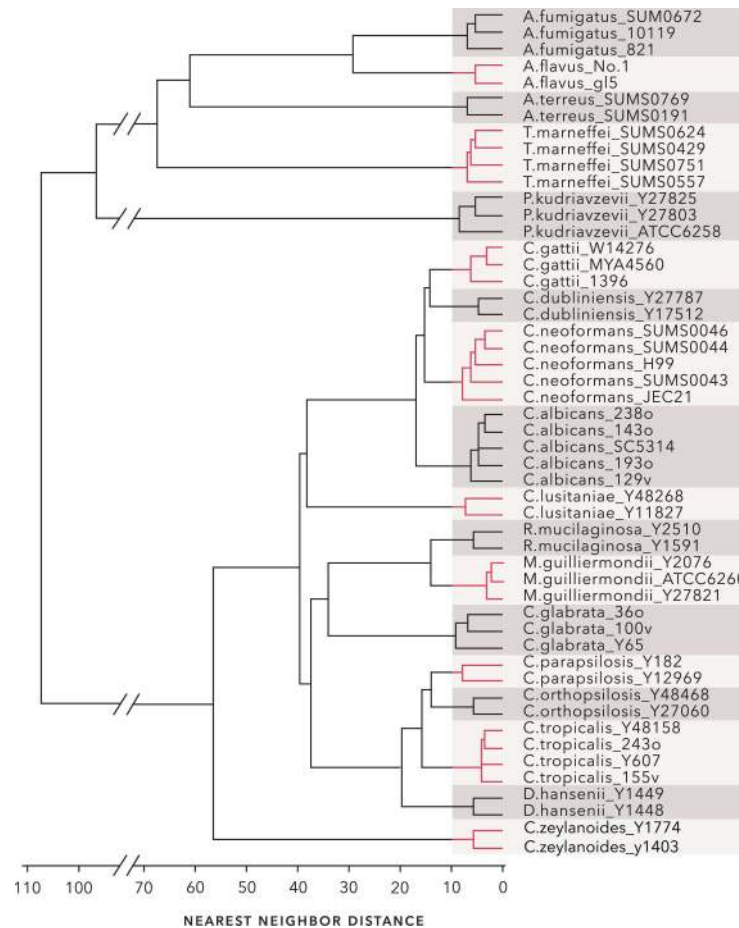 A.fumigatus_SUM0672
A.fumigatus_10119
A.fumigatus_821
A.flavus_No.1
A.flavus_gl5
A.terreus_SUMS0769
A.terreus_SUMS0191
T.marneffei_SUMS0624
T.marneffei_SUMS0429
T.marneffei_SUMS0751
T.marneffei_SUMS0557
P.kudriavzevii_Y27825
P.kudriavzevii_Y27803
P.kudriavzevii_ATCC6258
C.gattii_W14276
C.gattii_MYA4560
C.gattii_1396
C.dubliniensis_Y27787
C.dubliniensis_Y17512
C.neoformans_SUMS0046
C.neoformans_SUMS0044
C.neoformans_H99
C.neoformans_SUMS0043
C.neoformans_JEC21
C.albicans_238o
C.albicans_143o
C.albicans_SC5314
C.albicans_193o
C.albicans_129v
C.lusitaniae_Y48268
C.lusitaniae_Y11827
R.mucilaginosa_Y2510
R.mucilaginosa_Y1591
M.guilliermondii_Y2076
M.guilliermondii_ATCC6260
M.guilliermondii_Y27821
C.glabrata_36o
C.glabrata_100v
C.glabrata_Y65
C.parapsilosis_Y182
C.parapsilosis_Y12969
C.orthopsilosis_Y48468
C.orthopsilosis_Y27060
C.tropicalis_Y48158
C.tropicalis_243o
C.tropicalis_Y607
C.tropicalis_155v
D.hansenii_Y1449
D.hansenii_Y1448
C.zeylanoides_Y1774
C.zeylanoides_y1403
110 100 70 60 50 40 30 20 10 0
NEAREST NEIGHBOR DISTANCE